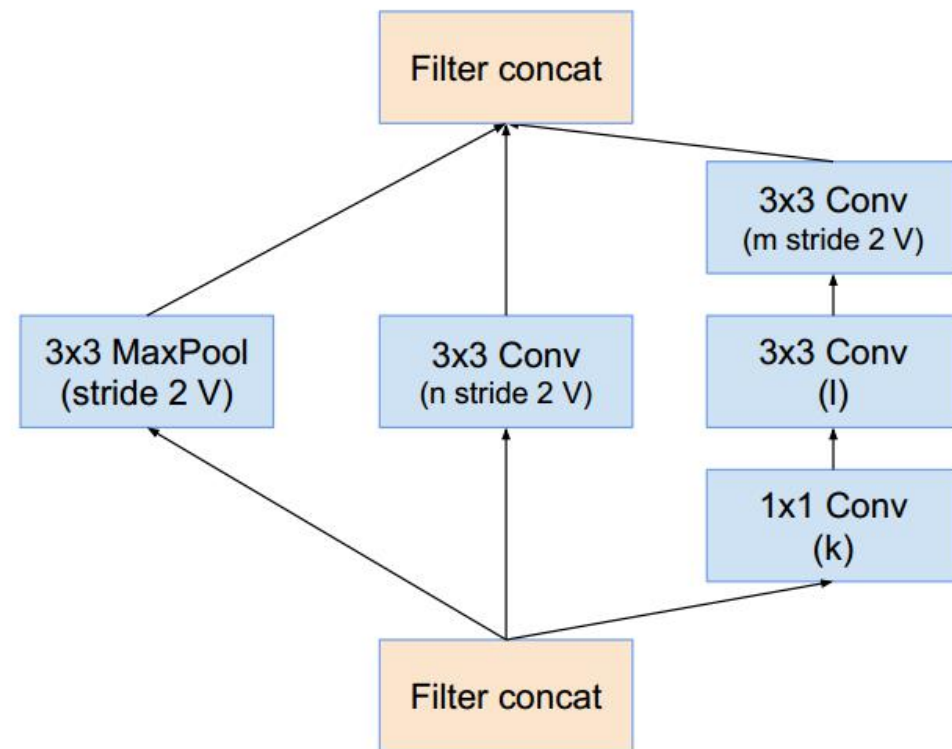 Filter concat
3x3 Conv
(m stride 2 V)
3x3 MaxPool
(stride 2 V)
3x3 Conv
(n stride 2 V)
3x3 Conv
(l)
1x1 Conv
(k)
Filter concat